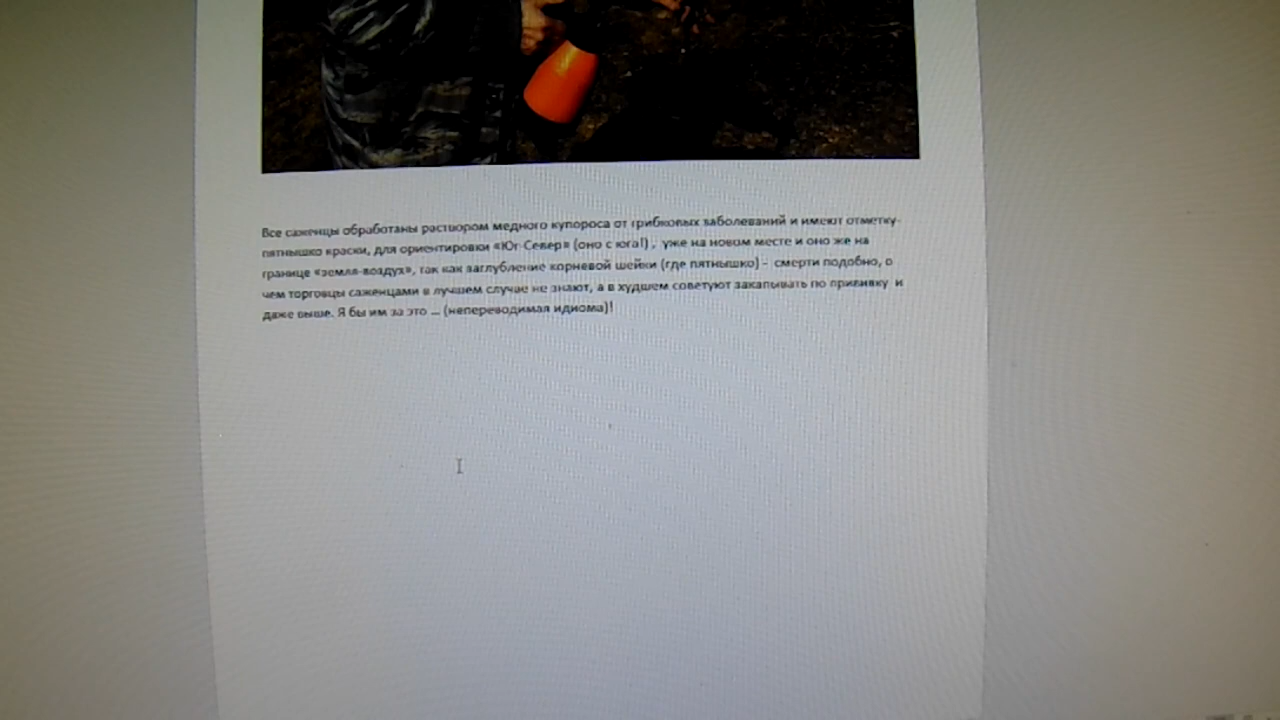 Все саженцы обработаны раствором медного купороса от грибковых заболеваний и имеют отметку-
пятнышко краски, для ориентировки «Юг-Север» (оно с юга!) , уже на новом месте и оно же на
границе «земля-воздух», так как заглубление корневой шейки (где пятнышко) - смерти подобно, о
чем торговцы саженцами в лучшем случае не знают, а в худшем советуют закапывать по прививку и
даже выше. Я бы им за это ... (непереводимая идиома)!